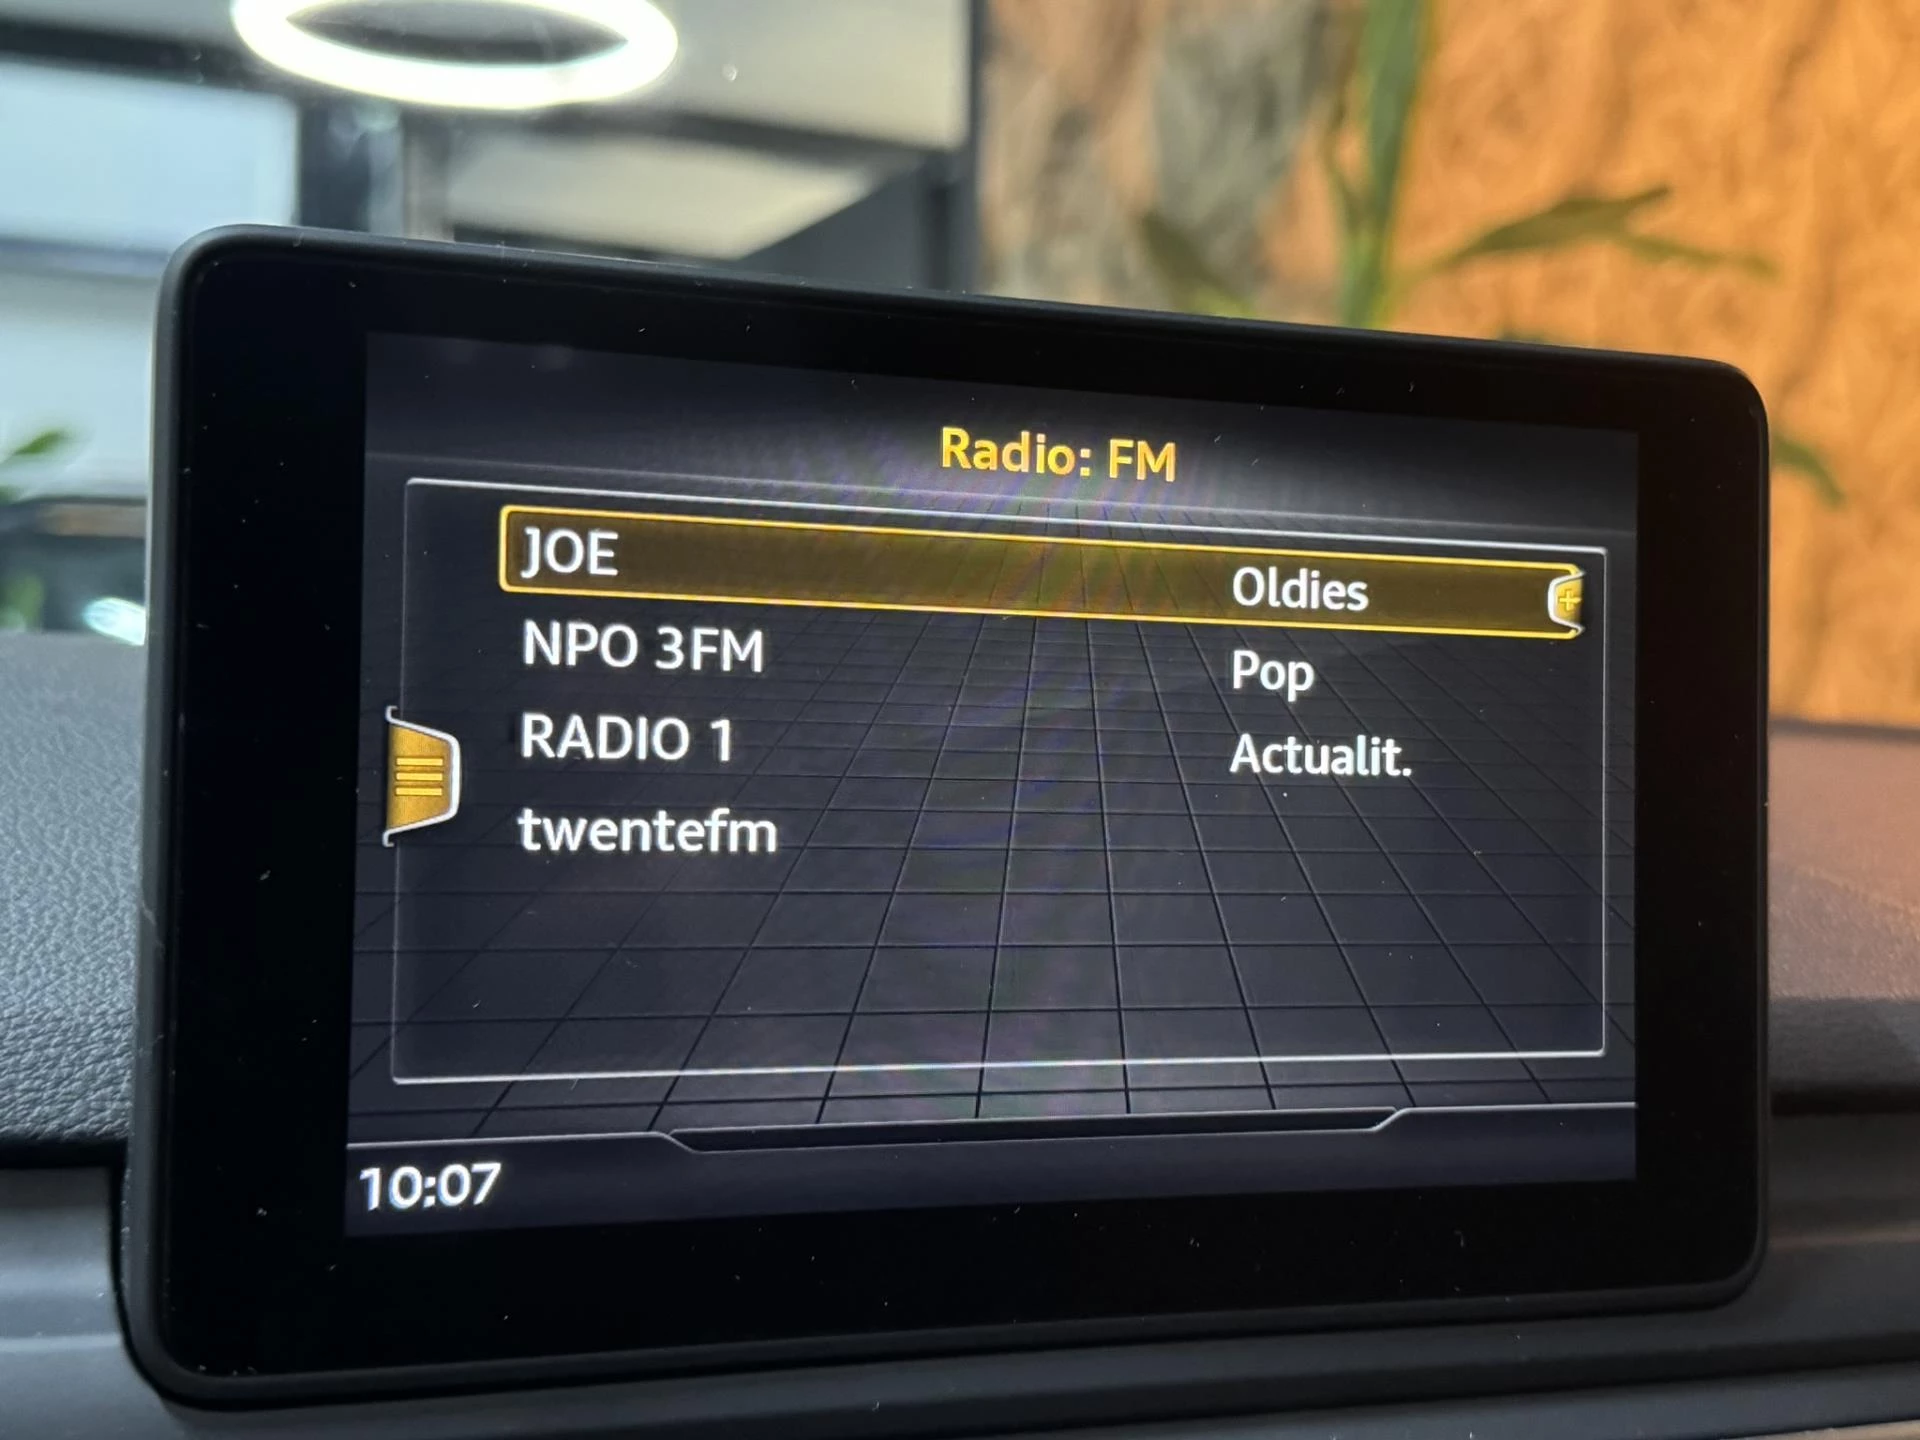 Radio: FM
JOE Oldies
NPO 3FM Pop
RADIO 1 Actualit.
twentefm
10:07